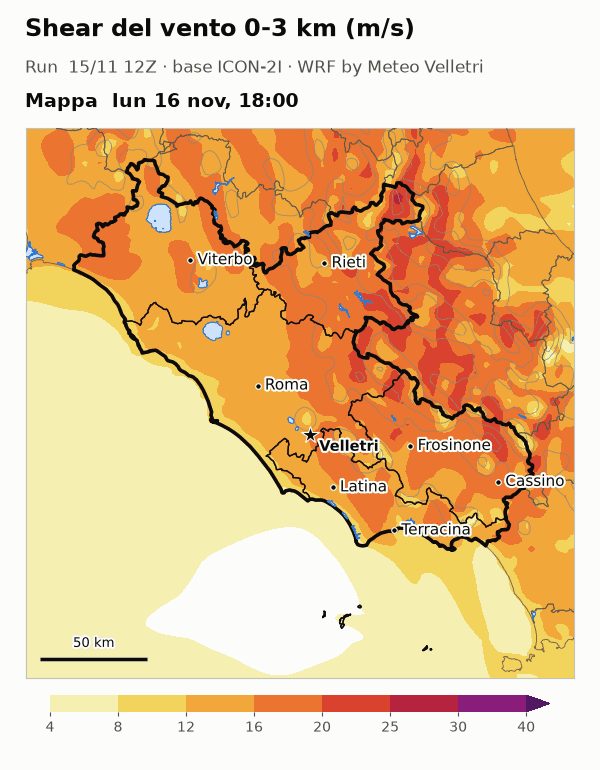 Shear del vento 0-3 km (m/s)
Run  15/11 12Z · base ICON-2I · WRF by Meteo Velletri
Mappa  lun 16 nov, 18:00
Viterbo
Rieti
Roma
Velletri
Frosinone
Latina
Cassino
Terracina
50 km
4 8 12 16 20 25 30 40